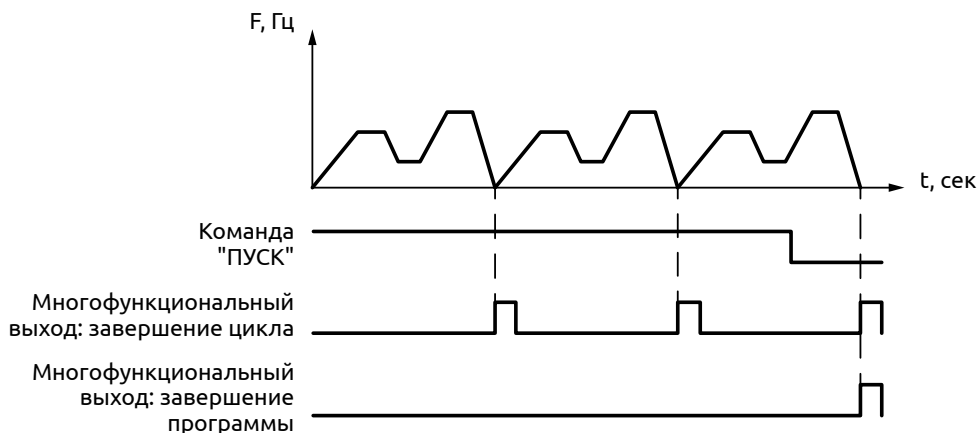 F, Гц
t, сек
Команда
"ПУСК"
Многофункциональный
выход: завершение цикла
Многофункциональный
выход: завершение
программы